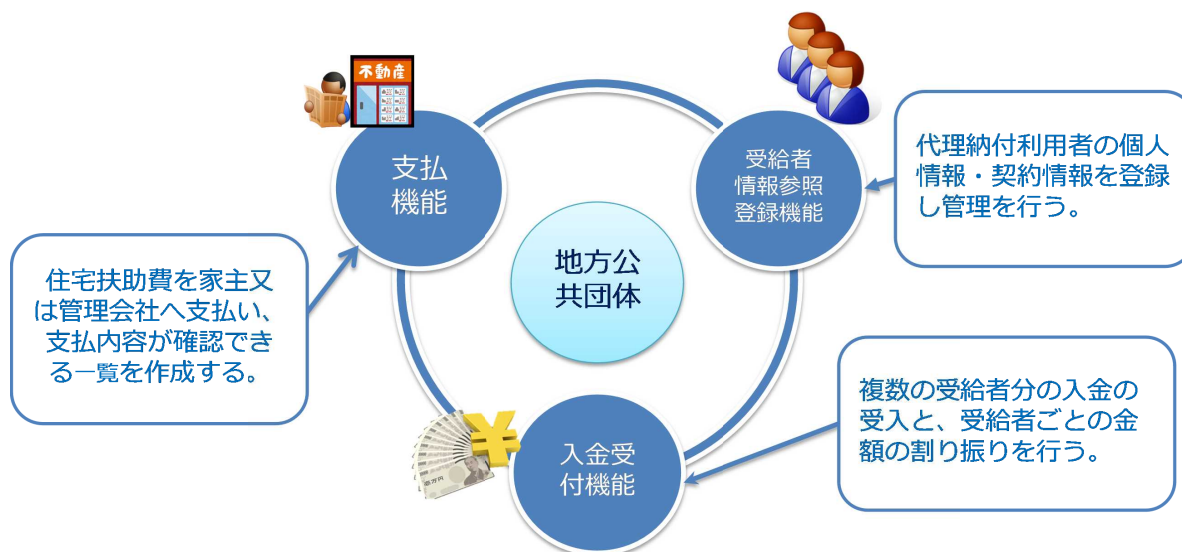 不動産
支払
機能
受給者
情報参照
登録機能
代理納付利用者の個人
情報・契約情報を登録
し管理を行う。
地方公
共団体
住宅扶助費を家主又
は管理会社へ支払い、
支払内容が確認でき
る一覧を作成する。
複数の受給者分の入金の
受入と、受給者ごとの金
額の割り振りを行う。
入金受
付機能